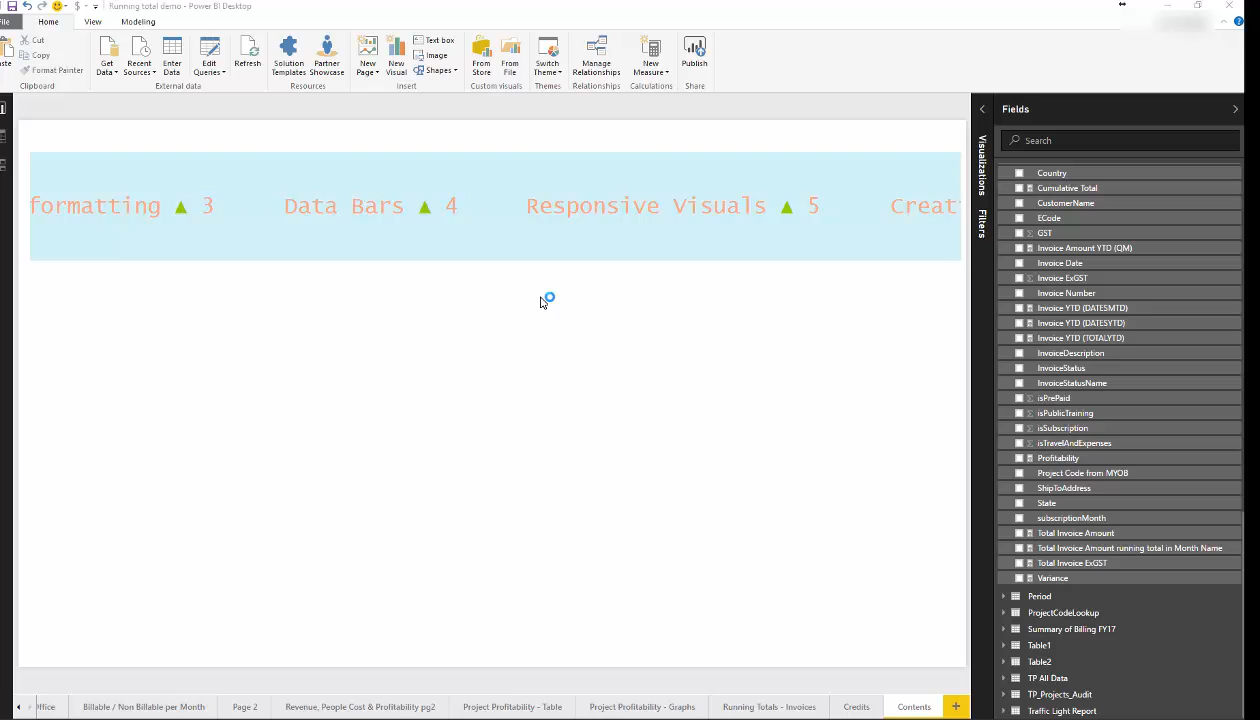 Running total demo - Power BI Desktop
File Home View Modeling
Cut
Copy
Format Painter
Clipboard
Get Data
Recent Sources
Enter Data
Edit Queries
External data
Refresh
Solution Templates
Partner Showcase
Resources
New Page
New Visual
Text box
Image
Shapes
Insert
From Store
From File
Custom visuals
Switch Theme
Themes
Manage Relationships
Relationships
New Measure
Calculations
Publish
Share
formatting ▲ 3 Data Bars ▲ 4 Responsive Visuals ▲ 5 Creat
Visualizations
Filters
Fields
Search
Country
Cumulative Total
CustomerName
ECode
GST
Invoice Amount YTD (QM)
Invoice Date
Invoice ExGST
Invoice Number
Invoice YTD (DATESMTD)
Invoice YTD (DATESYTD)
Invoice YTD (TOTALYTD)
InvoiceDescription
InvoiceStatus
InvoiceStatusName
isPrePaid
isPublicTraining
isSubscription
isTravelAndExpenses
Profitability
Project Code from MYOB
ShipToAddress
State
subscriptionMonth
Total Invoice Amount
Total Invoice Amount running total in Month Name
Total Invoice ExGST
Variance
Period
ProjectCodeLookup
Summary of Billing FY17
Table1
Table2
TP All Data
TP_Projects_Audit
Traffic Light Report
ffice Billable / Non Billable per Month Page 2 Revenue, People Cost & Profitability pg2 Project Profitability - Table Project Profitability - Graphs Running Totals - Invoices Credits Contents +